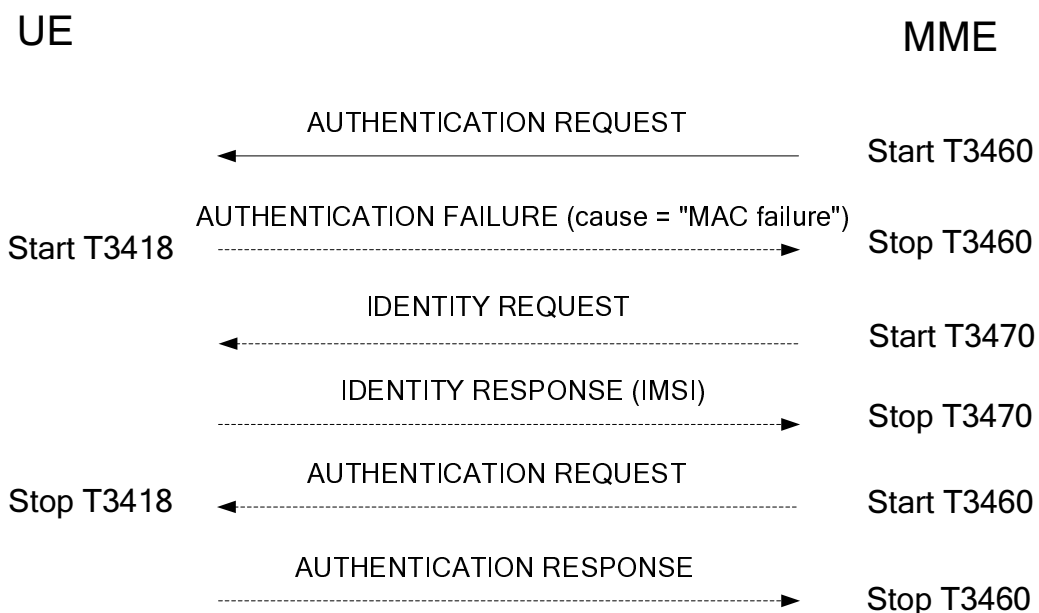 UE
MME
AUTHENTICATION REQUEST
Start T3460
AUTHENTICATION FAILURE (cause = "MAC failure")
Start T3418
Stop T3460
IDENTITY REQUEST
Start T3470
IDENTITY RESPONSE (IMSI)
Stop T3470
AUTHENTICATION REQUEST
Stop T3418
Start T3460
AUTHENTICATION RESPONSE
Stop T3460